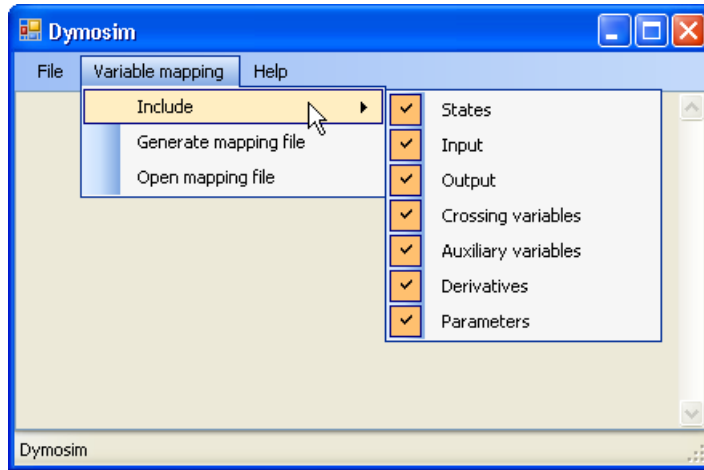 Dymosim
File Variable mapping Help
Include
Generate mapping file
Open mapping file
States
Input
Output
Crossing variables
Auxiliary variables
Derivatives
Parameters
Dymosim